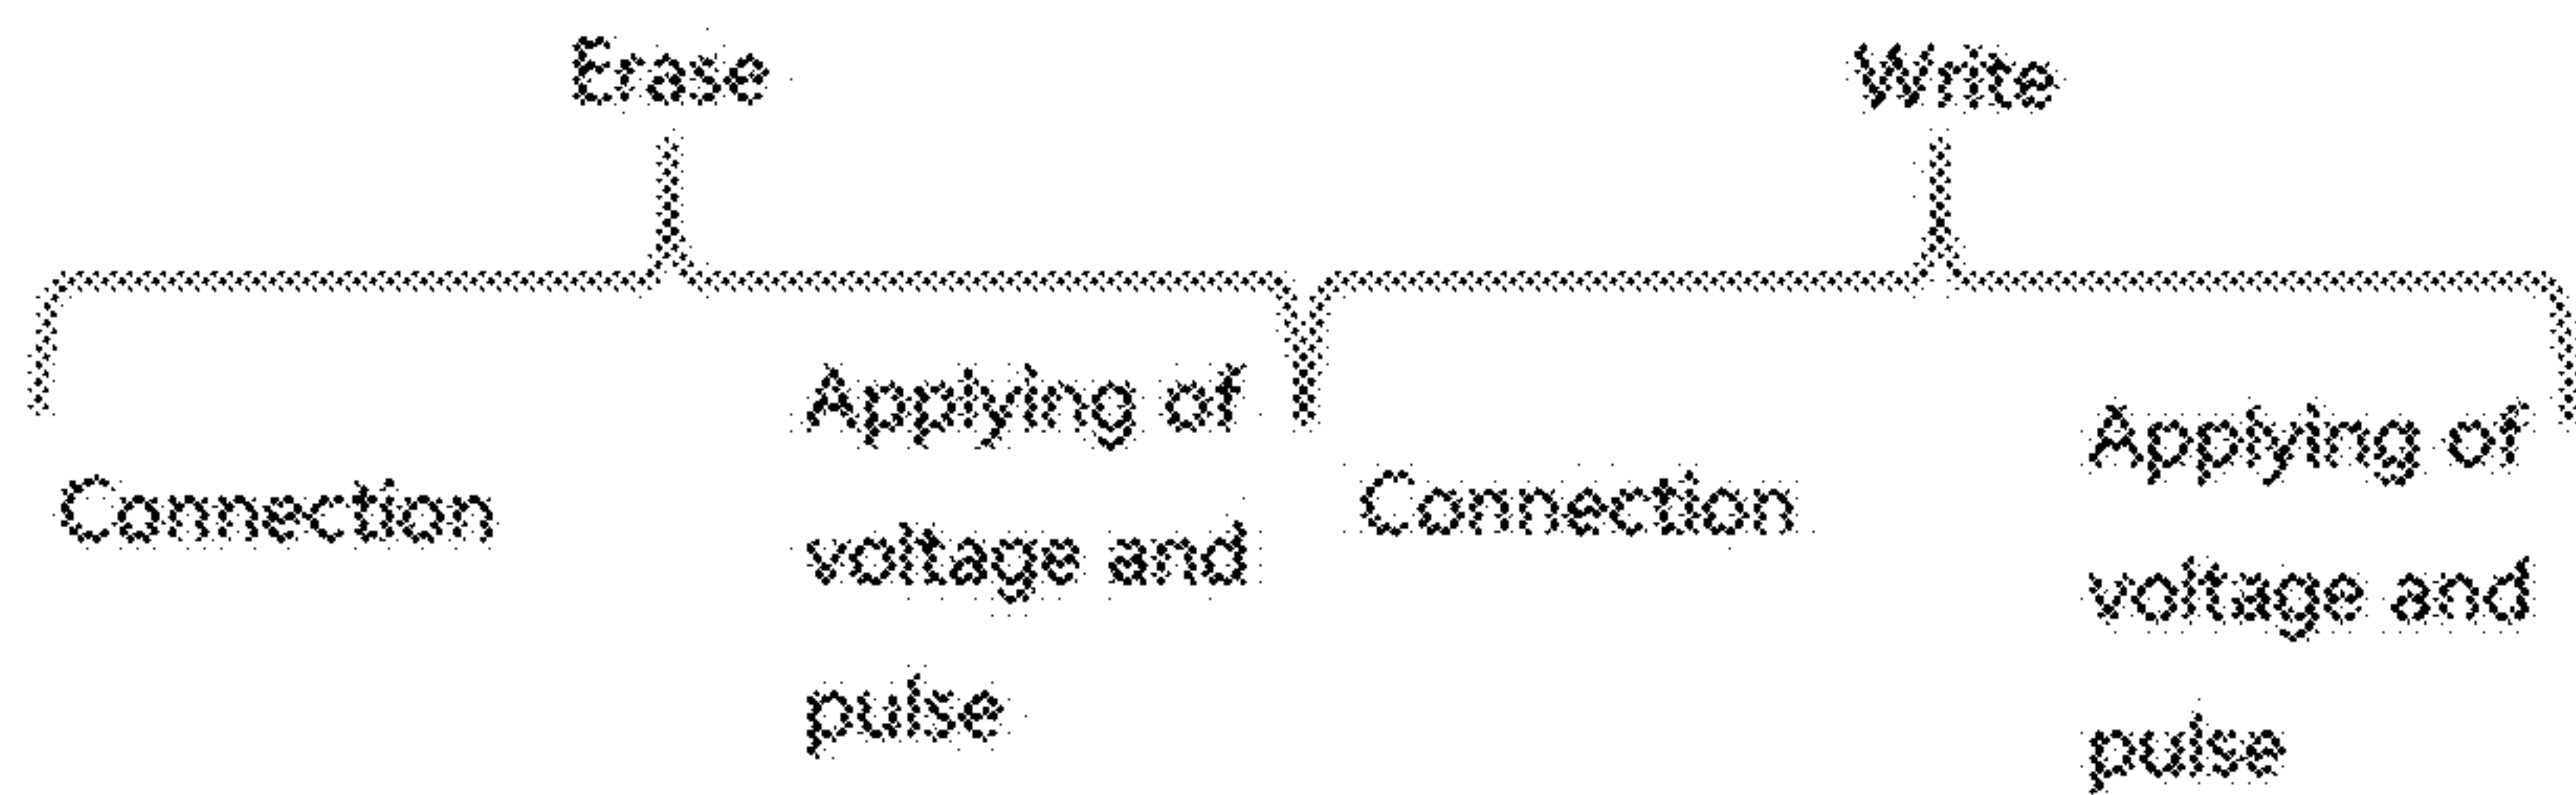 Erase
Write
Connection
Applying of
voltage and
pulse
Connection
Applying of
voltage and
pulse